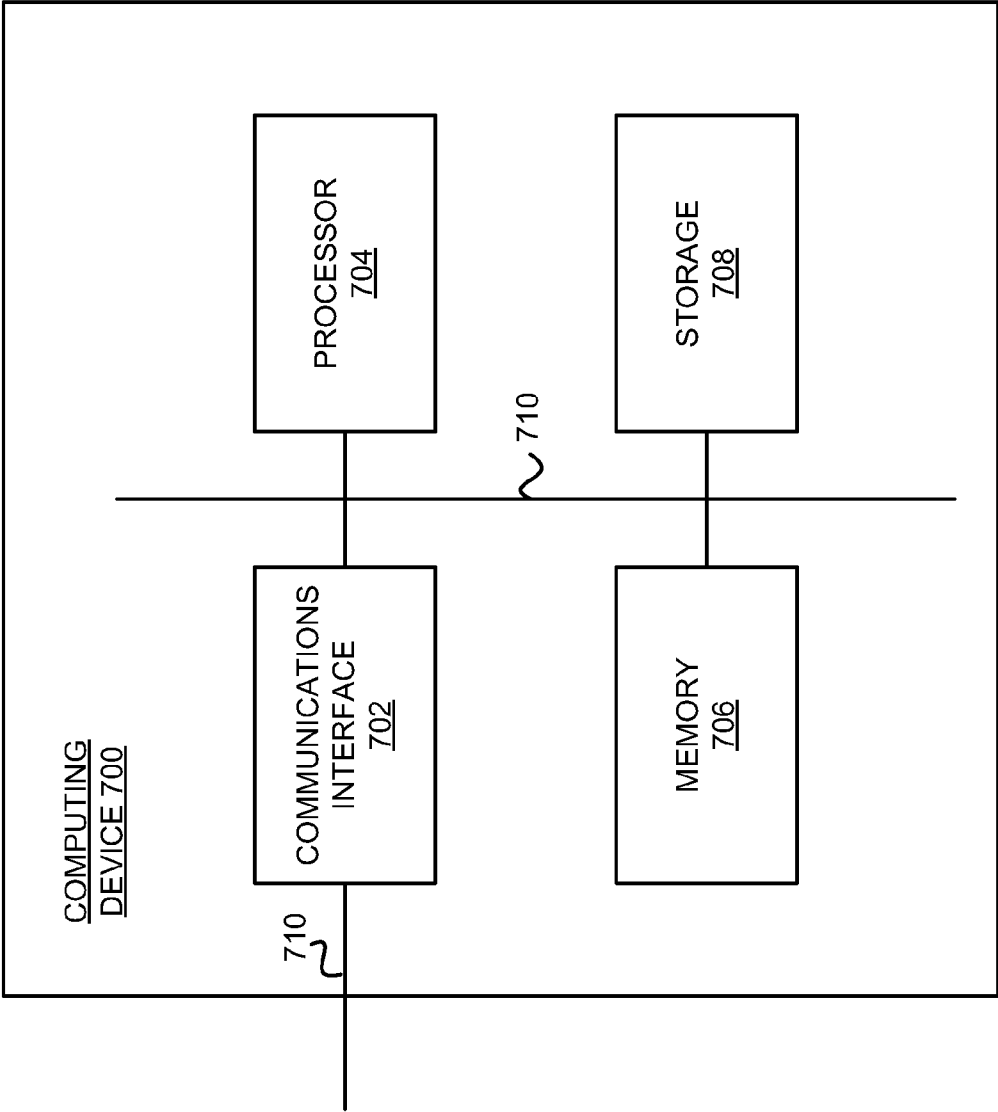 COMPUTING
DEVICE 700
710
COMMUNICATIONS
INTERFACE
702
PROCESSOR
704
710
MEMORY
706
STORAGE
708